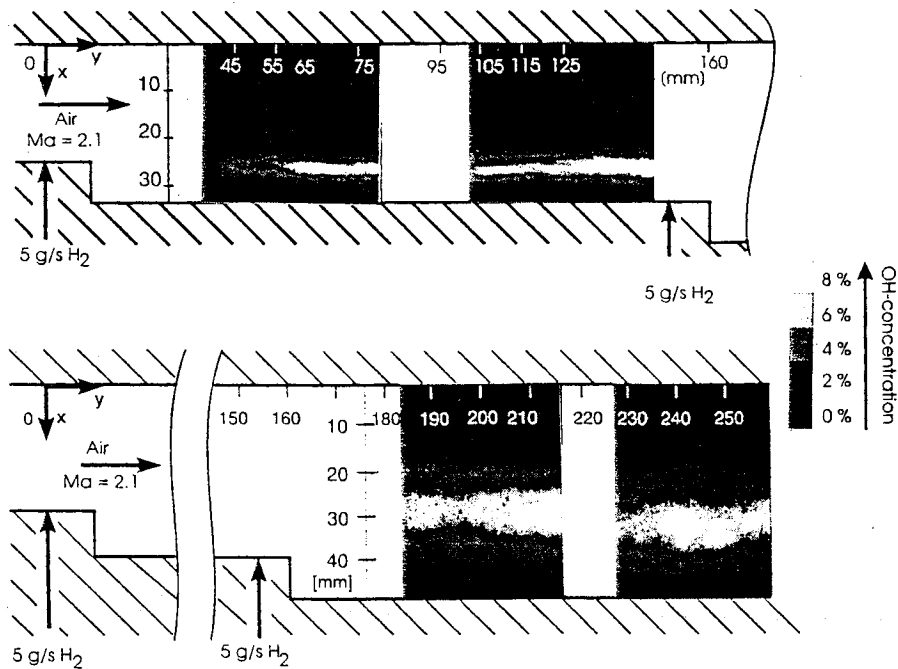 0 y 45 55 65 75 95 105 115 125 160
x (mm)
10
Air
Ma = 2.1
20
30
5 g/s H2
5 g/s H2
8 %
6 %
4 %
2 %
0 %
OH-concentration
0 y 150 160 180 190 200 210 220 230 240 250
x
10
Air
Ma = 2.1
20
30
40
[mm]
5 g/s H2
5 g/s H2